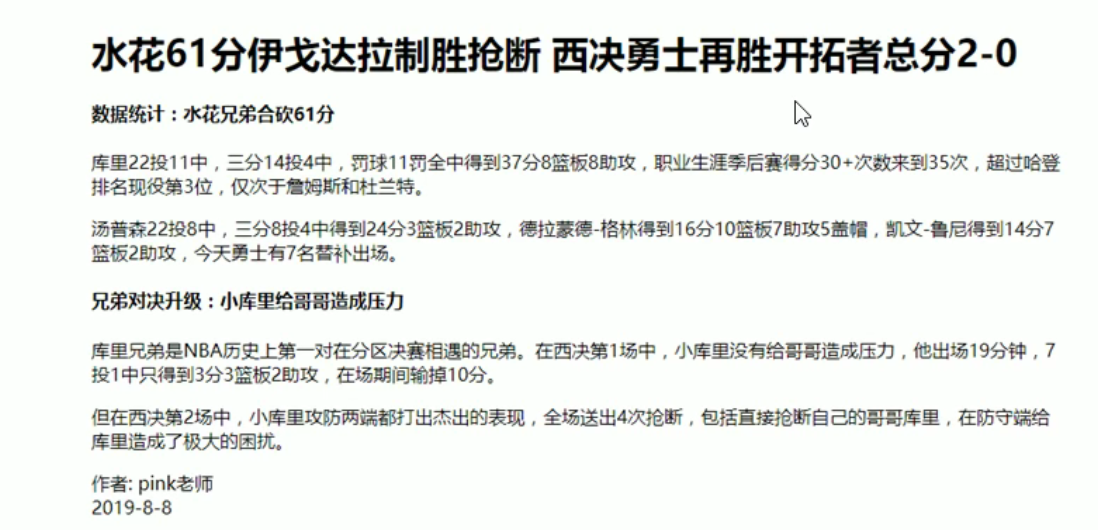 水花61分伊戈达拉制胜抢断 西决勇士再胜开拓者总分2-0
数据统计：水花兄弟合砍61分
库里22投11中，三分14投4中，罚球11罚全中得到37分8篮板8助攻，职业生涯季后赛得分30+次数来到35次，超过哈登
排名现役第3位，仅次于詹姆斯和杜兰特。
汤普森22投8中，三分8投4中得到24分3篮板2助攻，德拉蒙德-格林得到16分10篮板7助攻5盖帽，凯文-鲁尼得到14分7
篮板2助攻，今天勇士有7名替补出场。
兄弟对决升级：小库里给哥哥造成压力
库里兄弟是NBA历史上第一对在分区决赛相遇的兄弟。在西决第1场中，小库里没有给哥哥造成压力，他出场19分钟，7
投1中只得到3分3篮板2助攻，在场期间输掉10分。
但在西决第2场中，小库里攻防两端都打出杰出的表现，全场送出4次抢断，包括直接抢断自己的哥哥库里，在防守端给
库里造成了极大的困扰。
作者: pink老师
2019-8-8